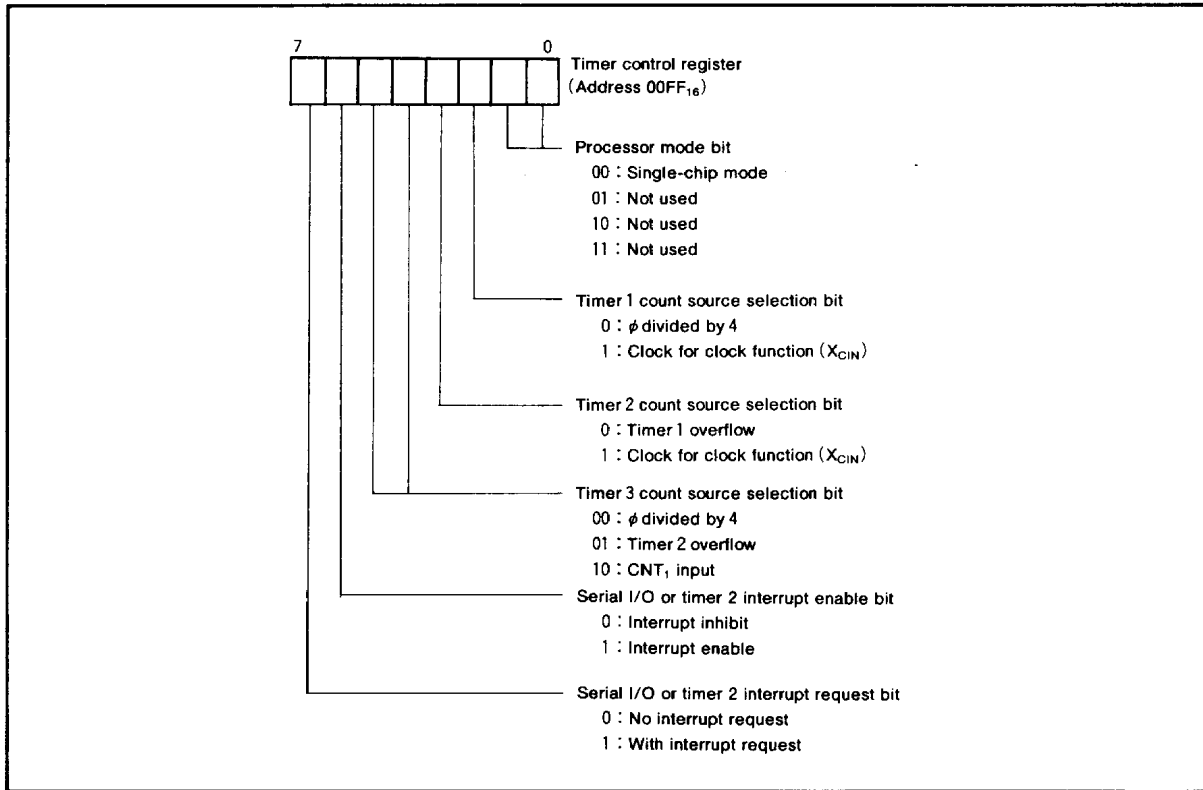 7 0
Timer control register
(Address 00FF₁₆)
Processor mode bit
00 : Single-chip mode
01 : Not used
10 : Not used
11 : Not used
Timer 1 count source selection bit
0 : φ divided by 4
1 : Clock for clock function (X_CIN)
Timer 2 count source selection bit
0 : Timer 1 overflow
1 : Clock for clock function (X_CIN)
Timer 3 count source selection bit
00 : φ divided by 4
01 : Timer 2 overflow
10 : CNT₁ input
Serial I/O or timer 2 interrupt enable bit
0 : Interrupt inhibit
1 : Interrupt enable
Serial I/O or timer 2 interrupt request bit
0 : No interrupt request
1 : With interrupt request